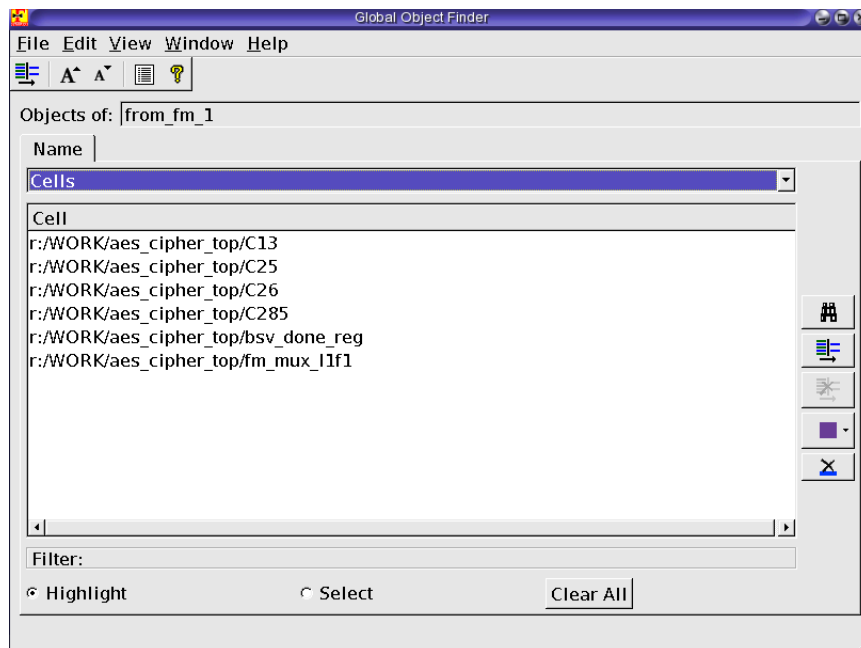 Global Object Finder
File Edit View Window Help
A A ?
Objects of: from_fm_1
Name
Cells
Cell
r:/WORK/aes_cipher_top/C13
r:/WORK/aes_cipher_top/C25
r:/WORK/aes_cipher_top/C26
r:/WORK/aes_cipher_top/C285
r:/WORK/aes_cipher_top/bsv_done_reg
r:/WORK/aes_cipher_top/fm_mux_l1f1
Filter:
Highlight Select Clear All